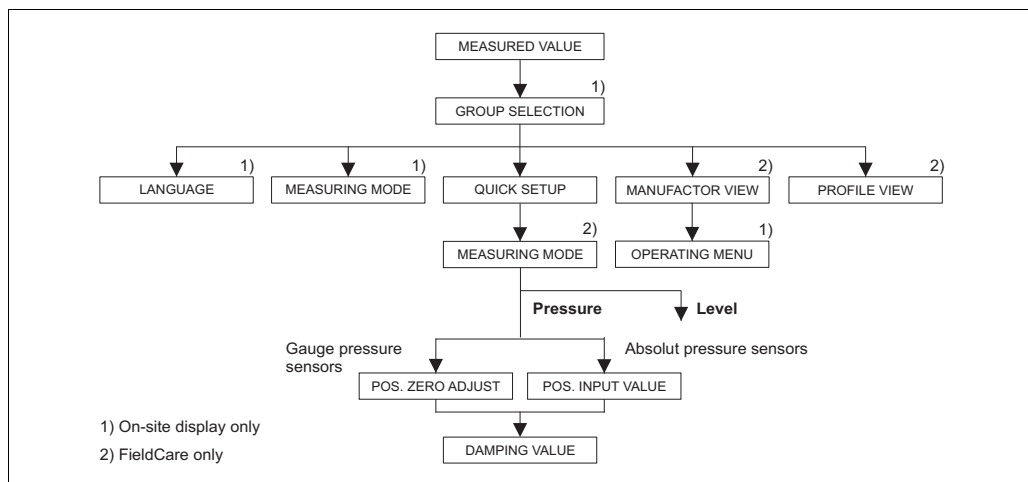 MEASURED VALUE
1)
GROUP SELECTION
1)
1)
2)
2)
LANGUAGE
MEASURING MODE
QUICK SETUP
MANUFACTOR VIEW
PROFILE VIEW
2)
1)
MEASURING MODE
OPERATING MENU
Pressure
Level
Gauge pressure
sensors
Absolut pressure sensors
POS. ZERO ADJUST
POS. INPUT VALUE
1) On-site display only
DAMPING VALUE
2) FieldCare only